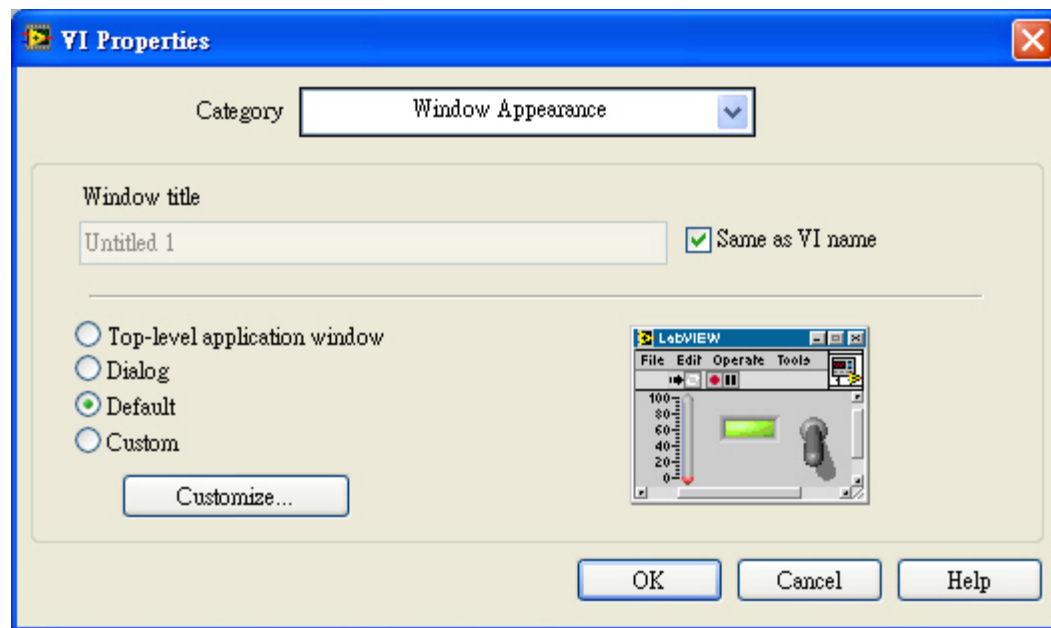 VI Properties
Category Window Appearance
Window title
Untitled 1 Same as VI name
Top-level application window
Dialog
Default
Custom
Customize...
LabVIEW
File Edit Operate Tools
100
80
60
40
20
0
1
OK Cancel Help